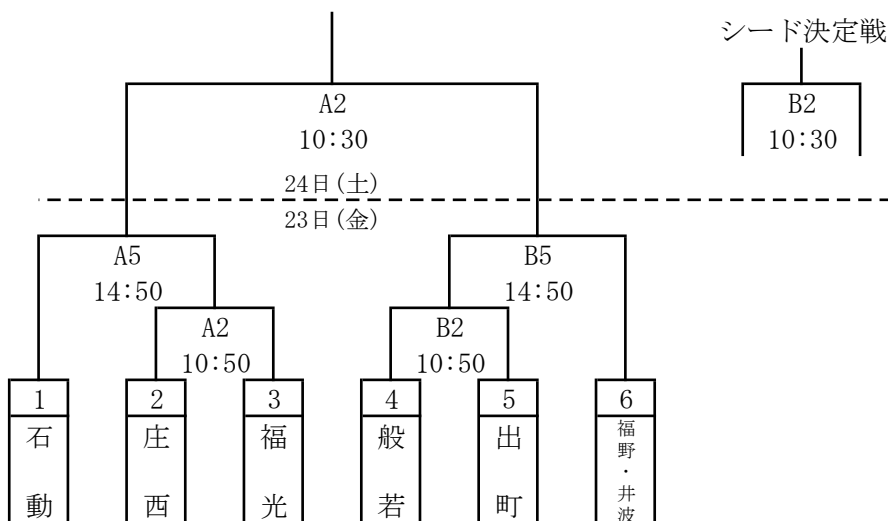 シード決定戦
A2
10:30
B2
10:30
24日(土)
23日(金)
A5
14:50
B5
14:50
A2
10:50
B2
10:50
1
2
3
4
5
6
石動
庄西
福光
般若
出町
福野・井波